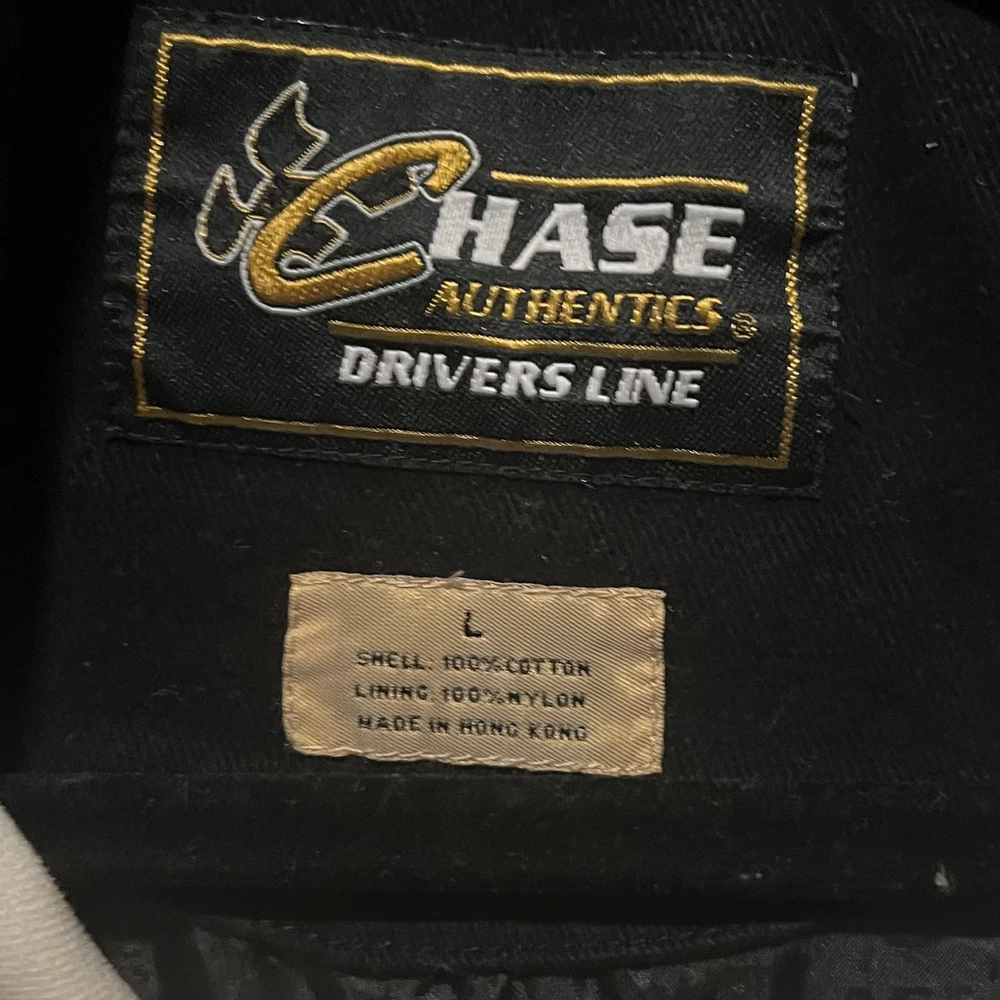 CHASE
AUTHENTICS®
DRIVERS LINE
L
SHELL: 100% COTTON
LINING: 100% NYLON
MADE IN HONG KONG